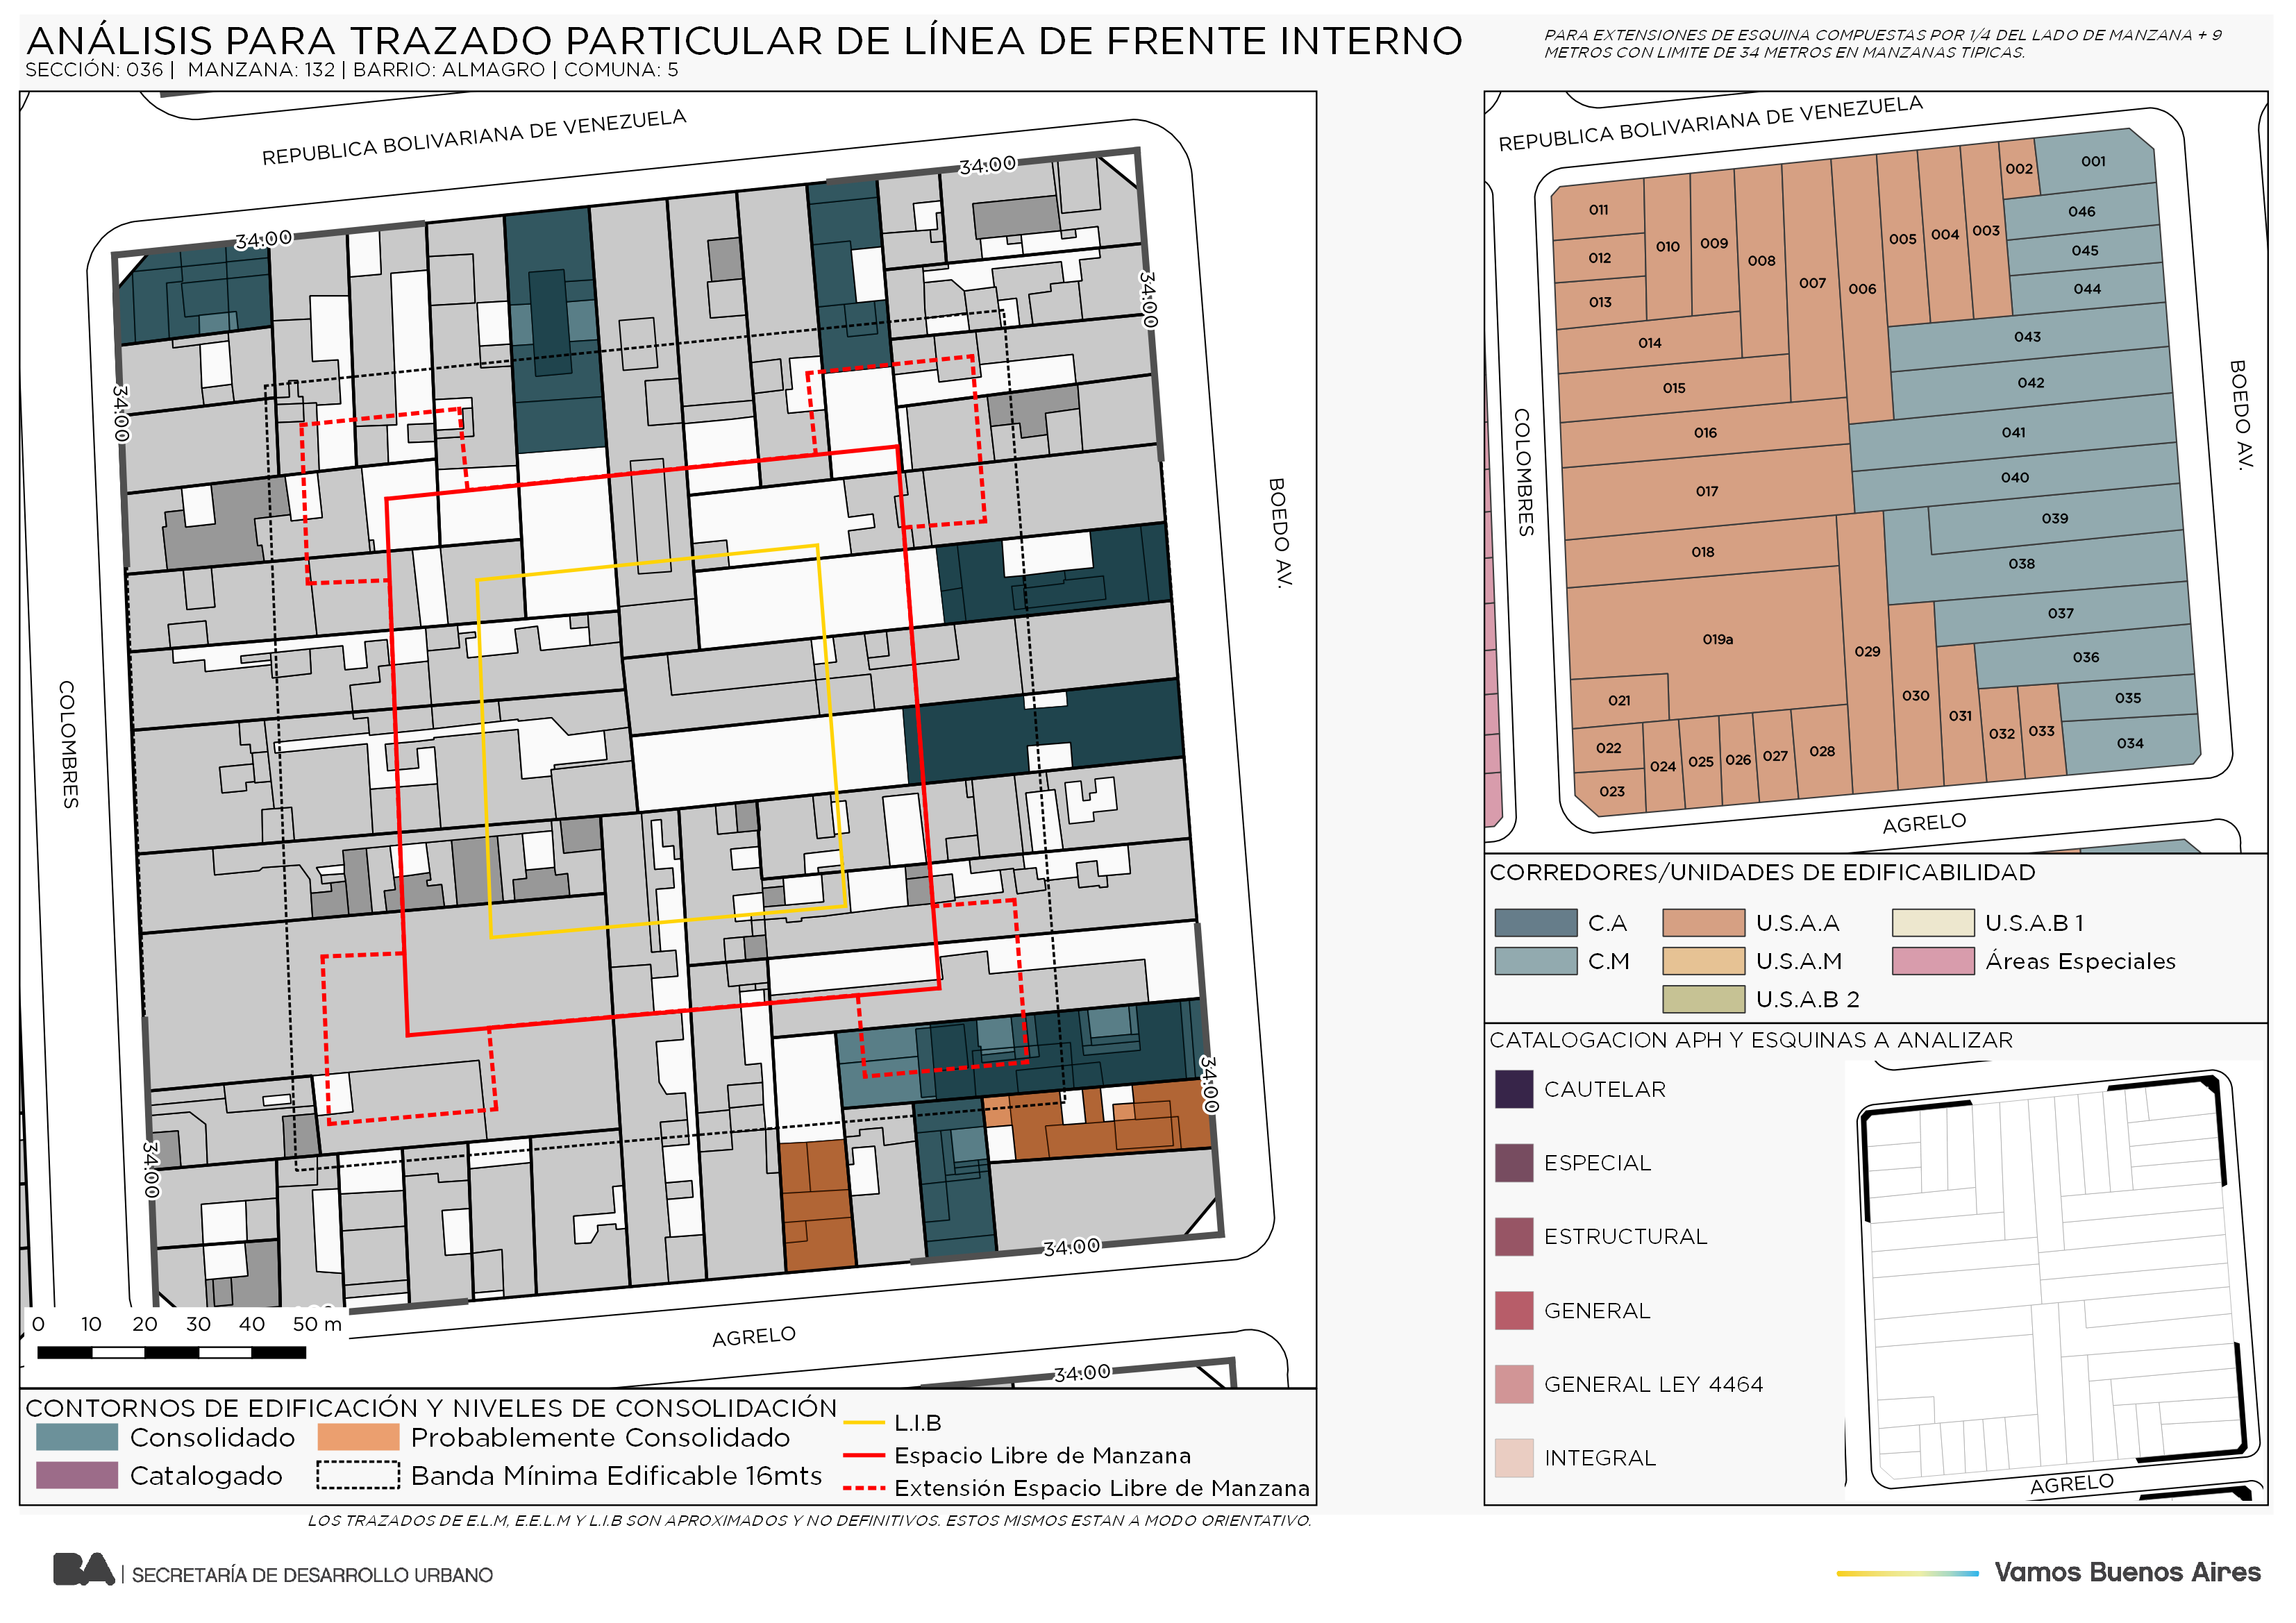 ANÁLISIS PARA TRAZADO PARTICULAR DE LÍNEA DE FRENTE INTERNO
SECCIÓN: 036 | MANZANA: 132 | BARRIO: ALMAGRO | COMUNA: 5
PARA EXTENSIONES DE ESQUINA COMPUESTAS POR 1/4 DEL LADO DE MANZANA + 9
METROS CON LIMITE DE 34 METROS EN MANZANAS TIPICAS.
REPUBLICA BOLIVARIANA DE VENEZUELA
34:00
34:00
34:00
34:00
COLOMBRES
BOEDO AV.
34:00
34:00
34:00
AGRELO
34:00
0 10 20 30 40 50 m
CONTORNOS DE EDIFICACIÓN Y NIVELES DE CONSOLIDACIÓN
Consolidado
Probablemente Consolidado
Catalogado
Banda Mínima Edificable 16mts
L.I.B
Espacio Libre de Manzana
Extensión Espacio Libre de Manzana
LOS TRAZADOS DE E.L.M, E.E.L.M Y L.I.B SON APROXIMADOS Y NO DEFINITIVOS. ESTOS MISMOS ESTAN A MODO ORIENTATIVO.
REPUBLICA BOLIVARIANA DE VENEZUELA
COLOMBRES
BOEDO AV.
AGRELO
001
002
003
004
005
006
007
008
009
010
011
012
013
014
015
016
017
018
019a
021
022
023
024
025
026
027
028
029
030
031
032
033
034
035
036
037
038
039
040
041
042
043
044
045
046
CORREDORES/UNIDADES DE EDIFICABILIDAD
C.A
U.S.A.A
U.S.A.B 1
C.M
U.S.A.M
Áreas Especiales
U.S.A.B 2
CATALOGACION APH Y ESQUINAS A ANALIZAR
CAUTELAR
ESPECIAL
ESTRUCTURAL
GENERAL
GENERAL LEY 4464
INTEGRAL
AGRELO
BA | SECRETARÍA DE DESARROLLO URBANO
Vamos Buenos Aires